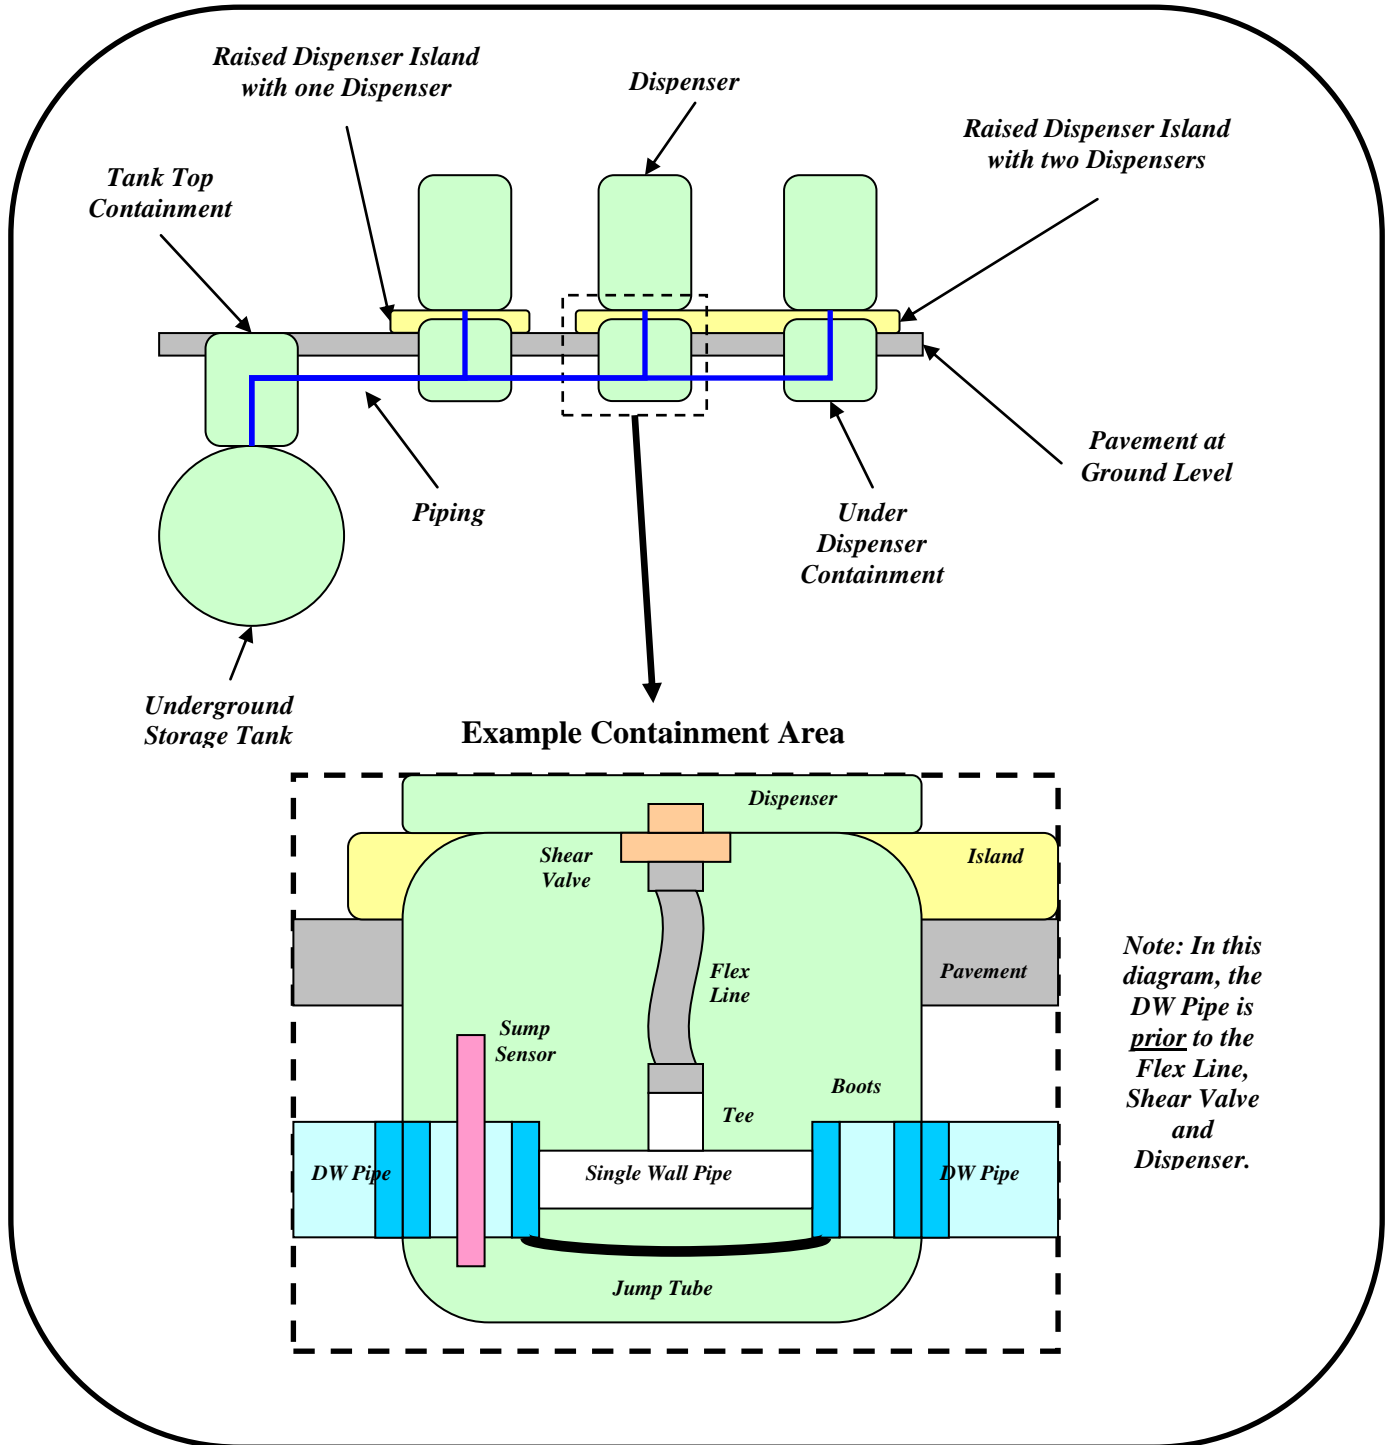 Raised Dispenser Island
with one Dispenser
Dispenser
Raised Dispenser Island
with two Dispensers
Tank Top
Containment
Pavement at
Ground Level
Piping
Under
Dispenser
Containment
Underground
Storage Tank
Example Containment Area
Dispenser
Shear
Valve
Island
Flex
Line
Pavement
Sump
Sensor
Boots
Tee
DW Pipe
Single Wall Pipe
DW Pipe
Jump Tube
Note: In this
diagram, the
DW Pipe is
prior to the
Flex Line,
Shear Valve
and
Dispenser.